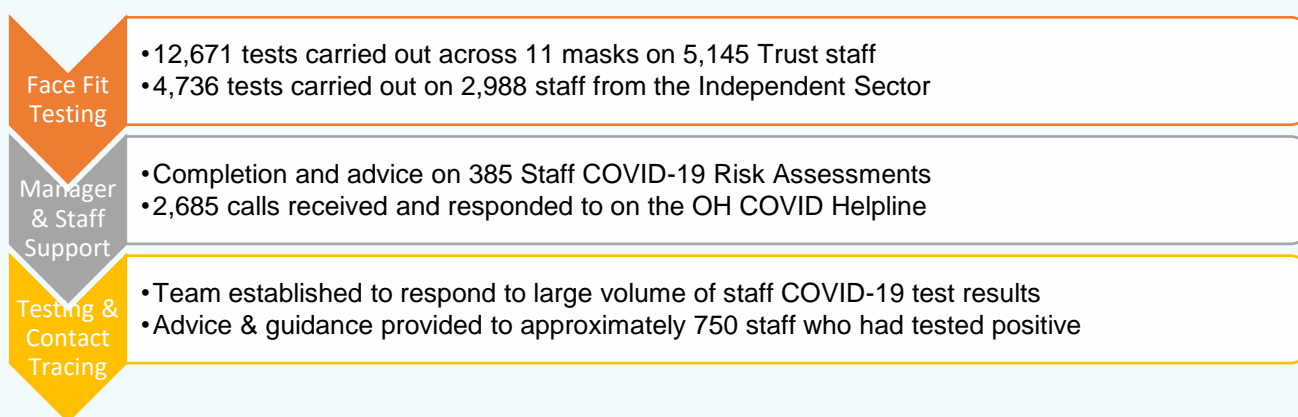 Face Fit
Testing
•12,671 tests carried out across 11 masks on 5,145 Trust staff
•4,736 tests carried out on 2,988 staff from the Independent Sector
Manager
& Staff
Support
•Completion and advice on 385 Staff COVID-19 Risk Assessments
•2,685 calls received and responded to on the OH COVID Helpline
Testing &
Contact
Tracing
•Team established to respond to large volume of staff COVID-19 test results
•Advice & guidance provided to approximately 750 staff who had tested positive